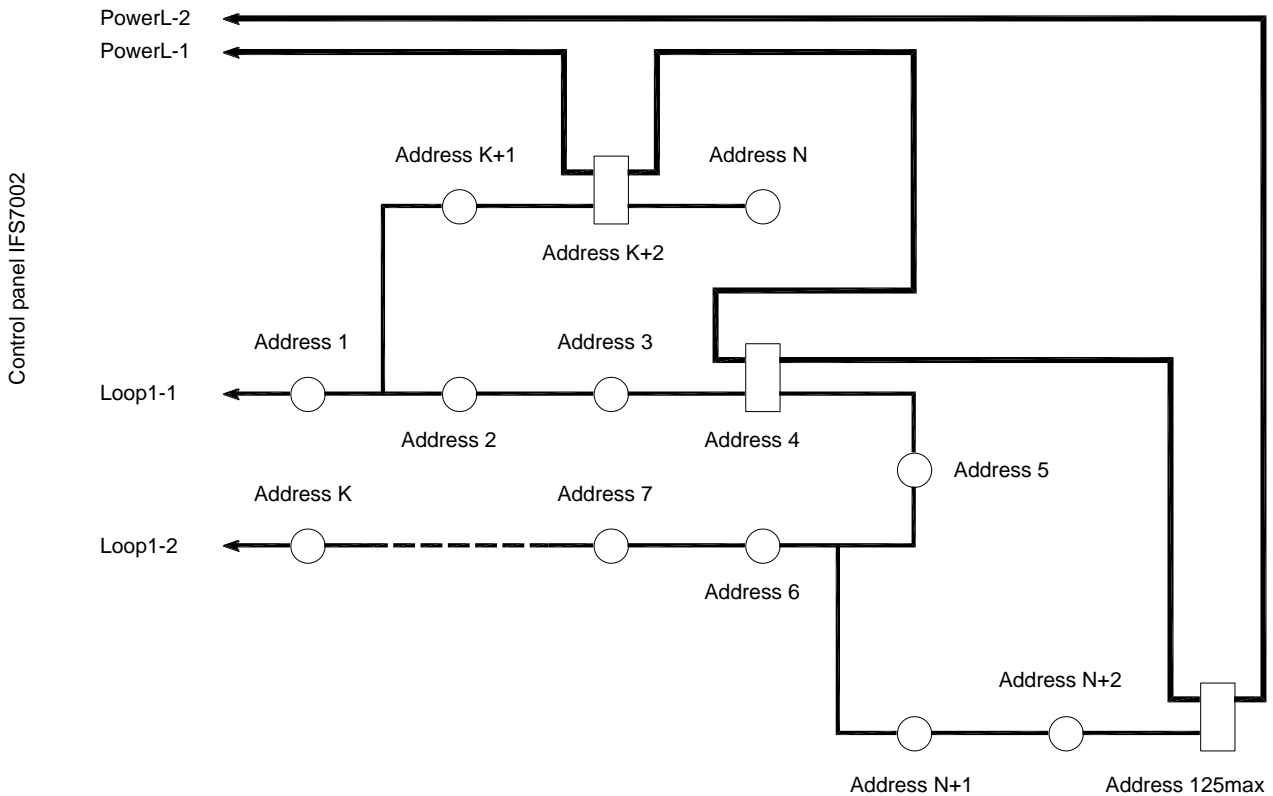 PowerL-2
PowerL-1
Address K+1
Address N
Control panel IFS7002
Address K+2
Address 1
Address 3
Loop1-1
Address 2
Address 4
Address 5
Address K
Address 7
Loop1-2
Address 6
Address N+2
Address N+1
Address 125max